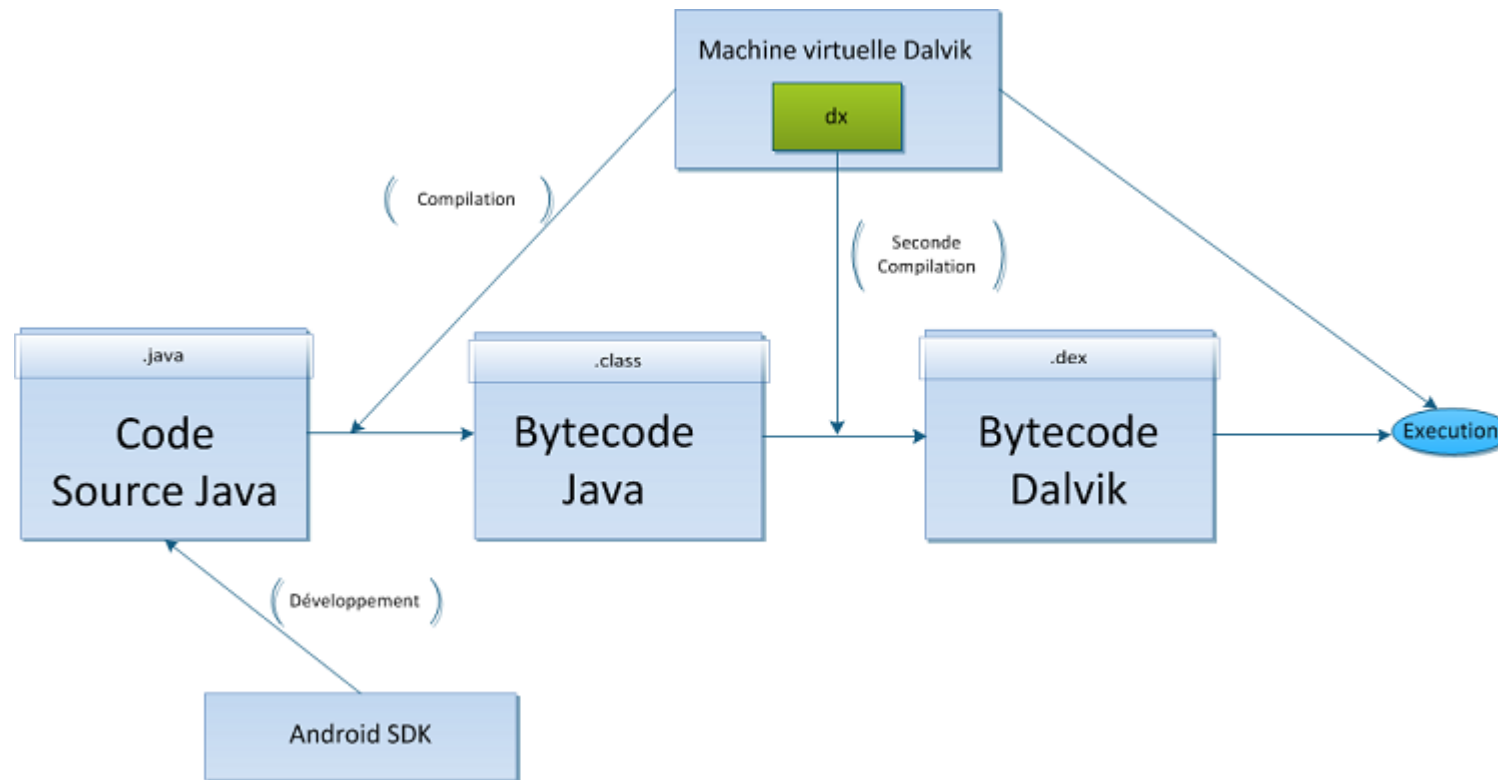 Machine virtuelle Dalvik
dx
Compilation
Seconde
Compilation
.java
Code
Source Java
.class
Bytecode
Java
.dex
Bytecode
Dalvik
Execution
Développement
Android SDK